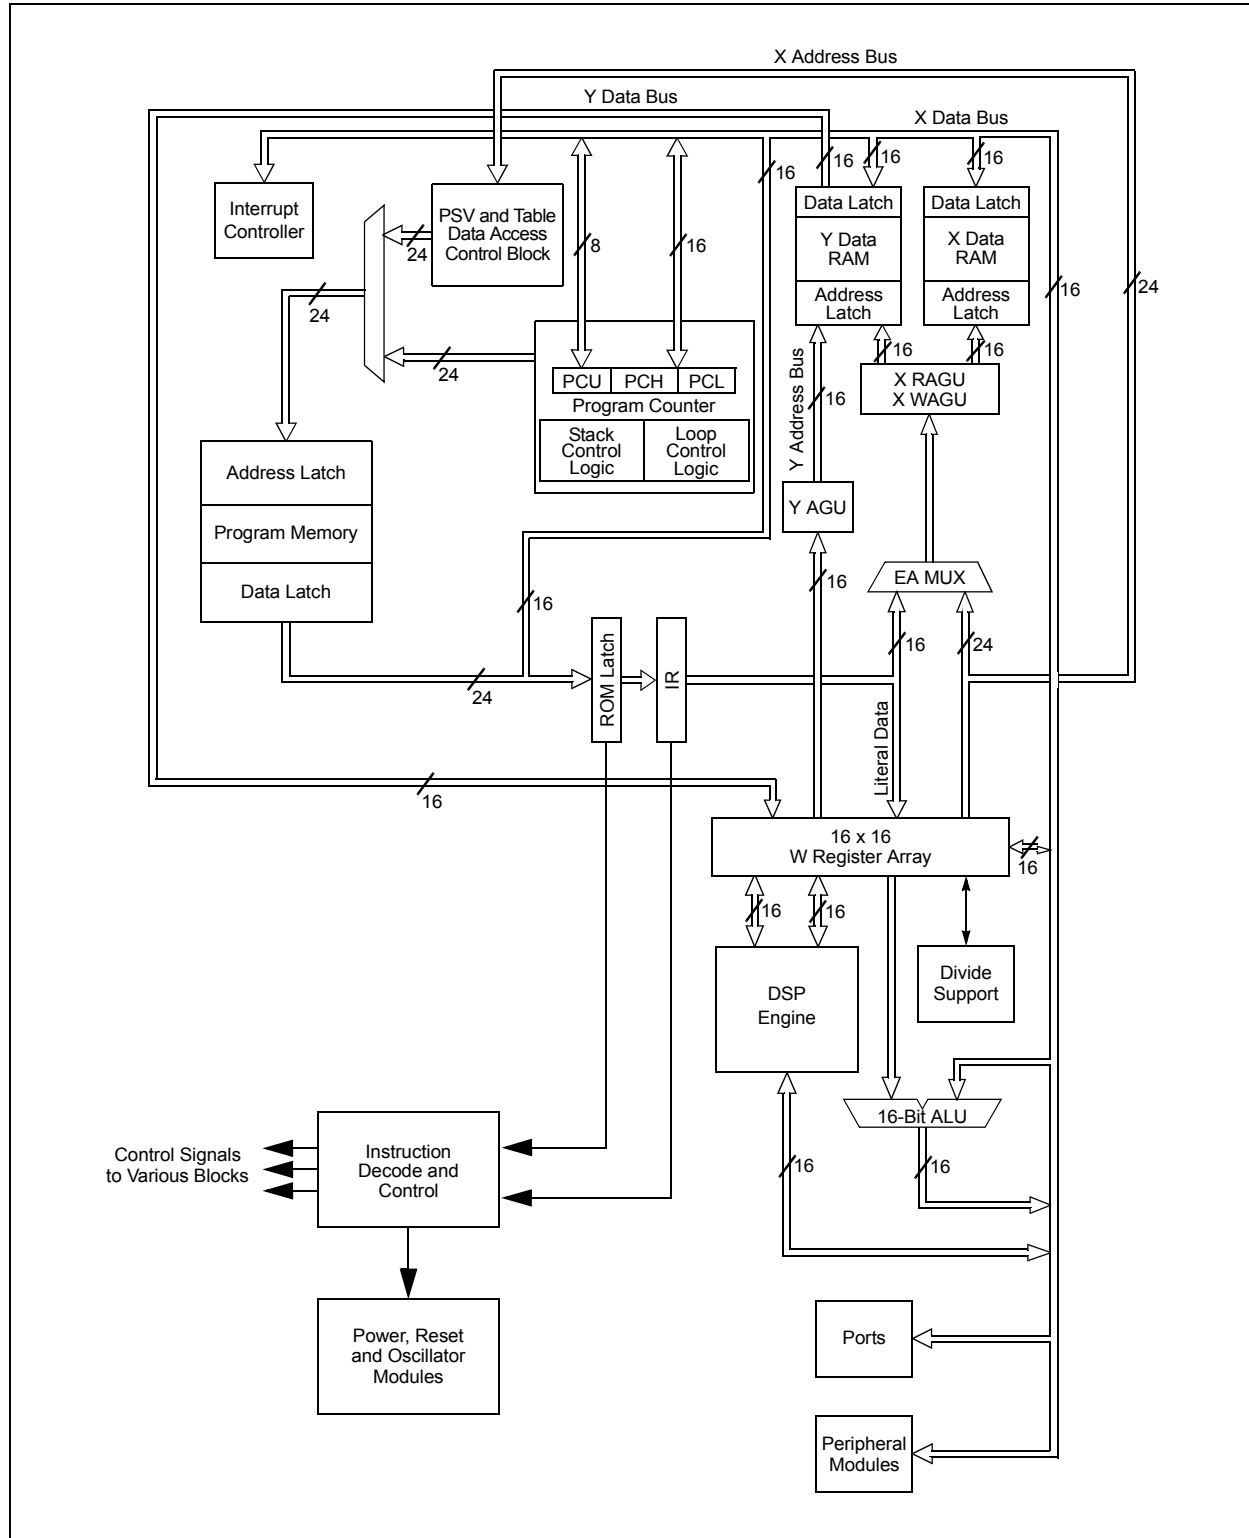 X Address Bus
Y Data Bus
X Data Bus
16
16
16
16
Interrupt
Controller
PSV and Table
Data Access
Control Block
24
8
16
Data Latch
Y Data
RAM
Address
Latch
Data Latch
X Data
RAM
Address
Latch
16
24
24
24
16
16
PCU
PCH
PCL
Program Counter
Stack
Control
Logic
Loop
Control
Logic
Y Address Bus
16
X RAGU
X WAGU
Address Latch
Program Memory
Data Latch
Y AGU
16
EA MUX
16
16
24
24
ROM Latch
IR
Literal Data
16
16 x 16
W Register Array
16
16
16
DSP
Engine
Divide
Support
16-Bit ALU
16
16
Control Signals
to Various Blocks
Instruction
Decode and
Control
Power, Reset
and Oscillator
Modules
Ports
Peripheral
Modules